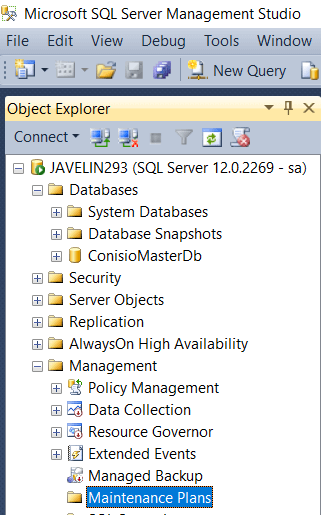 Microsoft SQL Server Management Studio
File Edit View Debug Tools Window
New Query
Object Explorer
Connect
JAVELIN293 (SQL Server 12.0.2269 - sa)
Databases
System Databases
Database Snapshots
ConisioMasterDb
Security
Server Objects
Replication
AlwaysOn High Availability
Management
Policy Management
Data Collection
Resource Governor
Extended Events
Managed Backup
Maintenance Plans